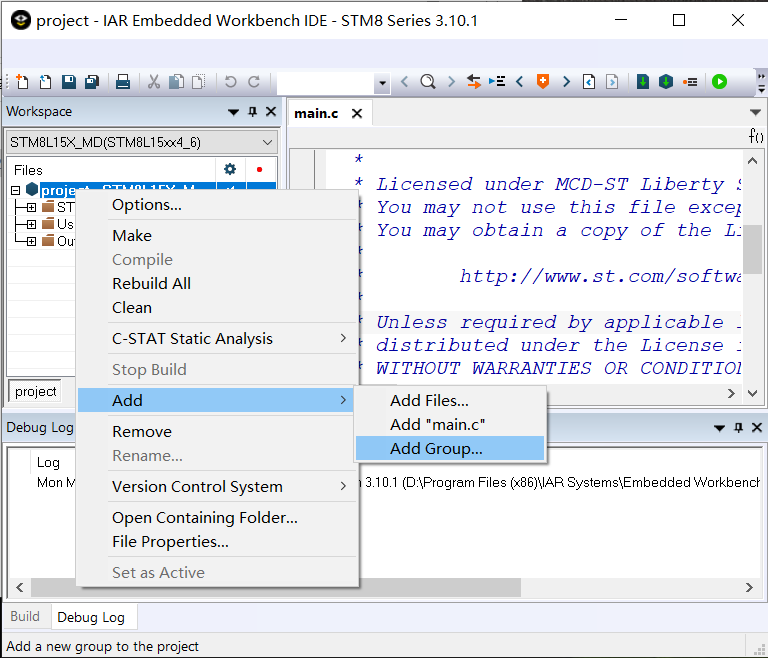 project - IAR Embedded Workbench IDE - STM8 Series 3.10.1
Workspace
main.c
STM8L15X_MD(STM8L15xx4_6)
f()
Files
project - STM8L15X_M
ST
Us
Ou
*
* Licensed under MCD-ST Liberty S
* You may not use this file excep
* You may obtain a copy of the Li
*
* http://www.st.com/softwa
*
* Unless required by applicable
* distributed under the License
* WITHOUT WARRANTIES OR CONDITION
Options...
Make
Compile
Rebuild All
Clean
C-STAT Static Analysis
Stop Build
Add
Remove
Rename...
Version Control System
Open Containing Folder...
File Properties...
Set as Active
Add Files...
Add "main.c"
Add Group...
project
Debug Log
Log
Mon M
3.10.1 (D:\Program Files (x86)\IAR Systems\Embedded Workbench
Build
Debug Log
Add a new group to the project